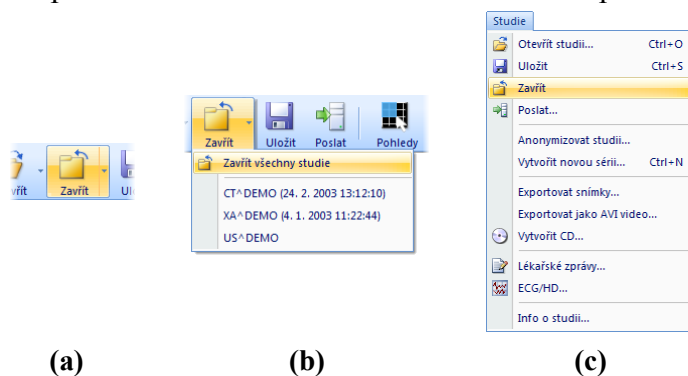 vřít
Zavřít
Zavřít
Uložit
Poslat
Pohledy
Zavřít všechny studie
CT^DEMO (24. 2. 2003 13:12:10)
XA^DEMO (4. 1. 2003 11:22:44)
US^DEMO
Studie
Otevřít studii... Ctrl+O
Uložit Ctrl+S
Zavřít
Poslat...
Anonymizovat studii...
Vytvořit novou sérii... Ctrl+N
Exportovat snímky...
Exportovat jako AVI video...
Vytvořit CD...
Lékařské zprávy...
ECG/HD...
Info o studii...
(a)
(b)
(c)